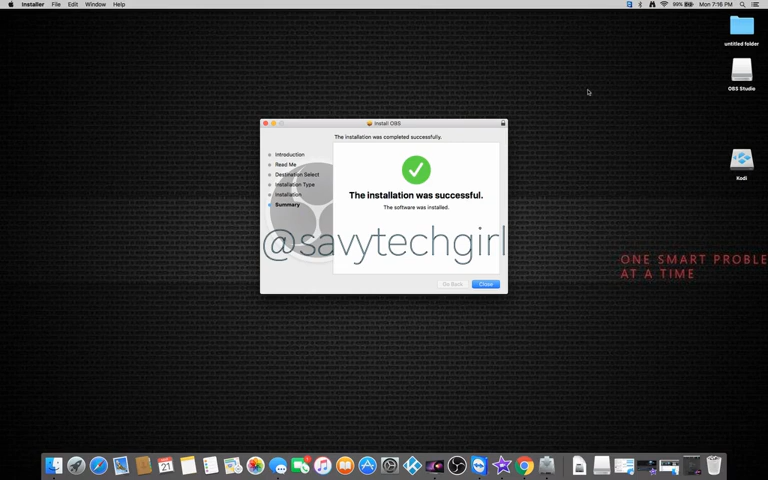 Installer File Edit Window Help
99% Mon 7:16 PM
untitled folder
OBS Studio
Install OBS
The installation was completed successfully.
Introduction
Read Me
Destination Select
Installation Type
Installation
Summary
The installation was successful.
The software was installed.
@savytechgirl
Kodi
ONE SMART PROBLE
AT A TIME
Go Back Close
21